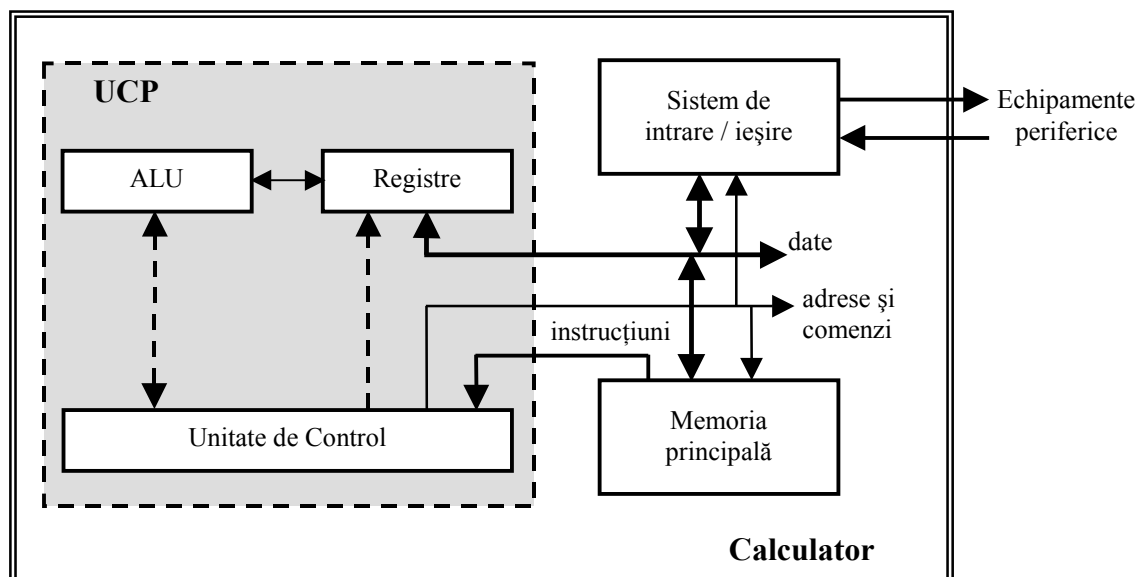 UCP
ALU
Registre
Unitate de Control
Sistem de
intrare / ieşire
Echipamente
periferice
date
adrese şi
comenzi
instrucţiuni
Memoria
principală
Calculator